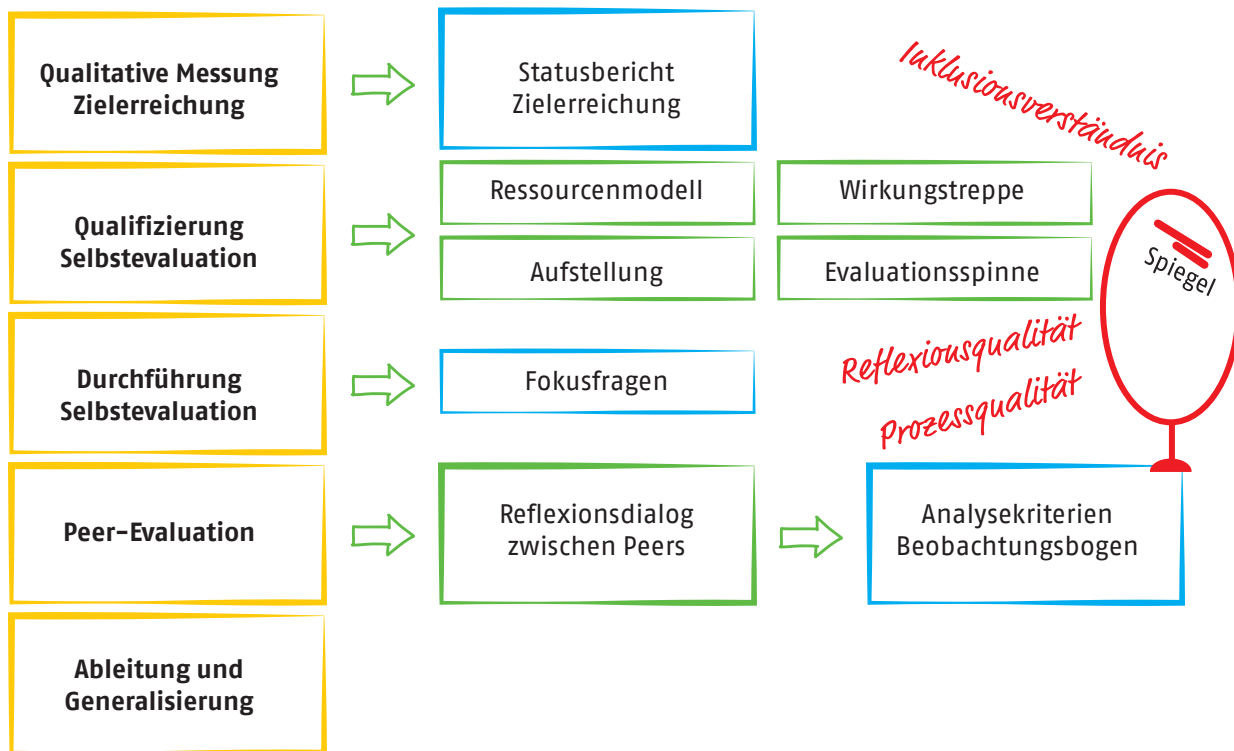 Qualitative Messung
Zielerreichung
Statusbericht
Zielerreichung
Inklusionsverständnis
Qualifizierung
Selbstevaluation
Ressourcenmodell
Wirkungstreppe
Aufstellung
Evaluationsspinne
Spiegel
Durchführung
Selbstevaluation
Fokusfragen
Reflexionsqualität
Prozessqualität
Peer-Evaluation
Reflexionsdialog
zwischen Peers
Analysekriterien
Beobachtungsbogen
Ableitung und
Generalisierung